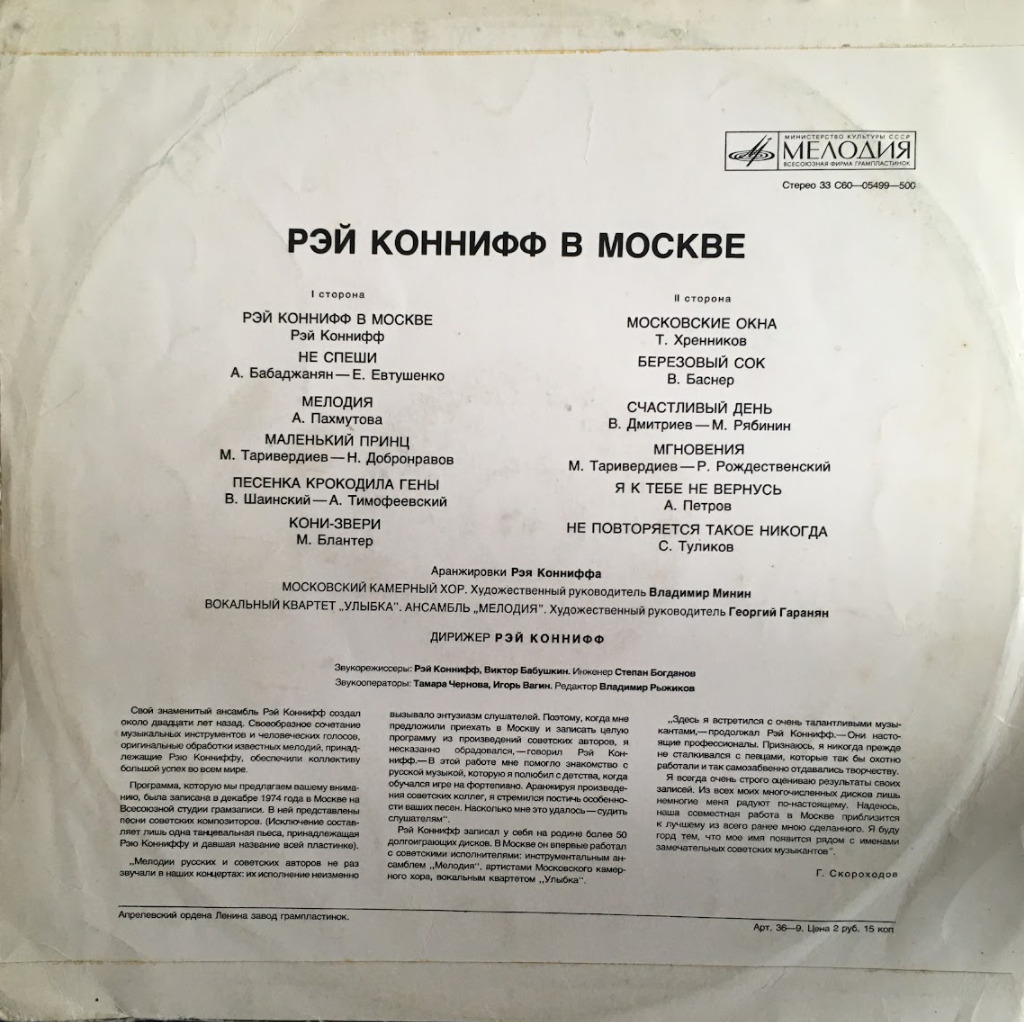 МИНИСТЕРСТВО КУЛЬТУРЫ СССР
МЕЛОДИЯ
ВСЕСОЮЗНАЯ ФИРМА ГРАМПЛАСТИНОК
Стерео 33 С60—05499—500
РЭЙ КОННИФФ В МОСКВЕ
I сторона
РЭЙ КОННИФФ В МОСКВЕ
Рэй Коннифф
НЕ СПЕШИ
А. Бабаджанян — Е. Евтушенко
МЕЛОДИЯ
А. Пахмутова
МАЛЕНЬКИЙ ПРИНЦ
М. Таривердиев — Н. Добронравов
ПЕСЕНКА КРОКОДИЛА ГЕНЫ
В. Шаинский — А. Тимофеевский
КОНИ-ЗВЕРИ
М. Блантер
II сторона
МОСКОВСКИЕ ОКНА
Т. Хренников
БЕРЕЗОВЫЙ СОК
В. Баснер
СЧАСТЛИВЫЙ ДЕНЬ
В. Дмитриев — М. Рябинин
МГНОВЕНИЯ
М. Таривердиев — Р. Рождественский
Я К ТЕБЕ НЕ ВЕРНУСЬ
А. Петров
НЕ ПОВТОРЯЕТСЯ ТАКОЕ НИКОГДА
С. Туликов
Аранжировки Рэя Конниффа
МОСКОВСКИЙ КАМЕРНЫЙ ХОР. Художественный руководитель Владимир Минин
ВОКАЛЬНЫЙ КВАРТЕТ „УЛЫБКА". АНСАМБЛЬ „МЕЛОДИЯ". Художественный руководитель Георгий Гаранян
ДИРИЖЕР РЭЙ КОННИФФ
Звукорежиссеры: Рэй Коннифф, Виктор Бабушкин. Инженер Степан Богданов
Звукооператоры: Тамара Чернова, Игорь Вагин. Редактор Владимир Рыжиков
Свой знаменитый ансамбль Рэй Коннифф создал
около двадцати лет назад. Своеобразное сочетание
музыкальных инструментов и человеческих голосов,
оригинальные обработки известных мелодий, принад-
лежащие Рэю Конниффу, обеспечили коллективу
большой успех во всем мире.
Программа, которую мы предлагаем вашему внима-
нию, была записана в декабре 1974 года в Москве на
Всесоюзной студии грамзаписи. В ней представлены
песни советских композиторов. (Исключение состав-
ляет лишь одна танцевальная пьеса, принадлежащая
Рэю Конниффу и давшая название всей пластинке).
„Мелодии русских и советских авторов не раз
звучали в наших концертах: их исполнение неизменно
вызывало энтузиазм слушателей. Поэтому, когда мне
предложили приехать в Москву и записать целую
программу из произведений советских авторов, я
несказанно обрадовался, — говорил Рэй Кон-
нифф. — В этой работе мне помогло знакомство с
русской музыкой, которую я полюбил с детства, когда
обучался игре на фортепиано. Аранжируя произведе-
ния советских коллег, я стремился постичь особенно-
сти ваших песен. Насколько мне это удалось — судить
слушателям".
Рэй Коннифф записал у себя на родине более 50
долгоиграющих дисков. В Москве он впервые работал
с советскими исполнителями: инструментальным ан-
самблем „Мелодия", артистами Московского камер-
ного хора, вокальным квартетом „Улыбка".
„Здесь я встретился с очень талантливыми музы-
кантами, — продолжал Рэй Коннифф. — Они насто-
ящие профессионалы. Признаюсь, я никогда прежде
не сталкивался с певцами, которые так бы охотно
работали и так самозабвенно отдавались творчеству.
Я всегда очень строго оцениваю результаты своих
записей. Из всех моих многочисленных дисков лишь
немногие меня радуют по-настоящему. Надеюсь,
наша совместная работа в Москве приблизится
к лучшему из всего ранее мною сделанного. Я буду
горд тем, что мое имя появится рядом с именами
замечательных советских музыкантов".
Г. Скороходов
Апрелевский ордена Ленина завод грампластинок.
Арт. 36—9. Цена 2 руб. 15 коп